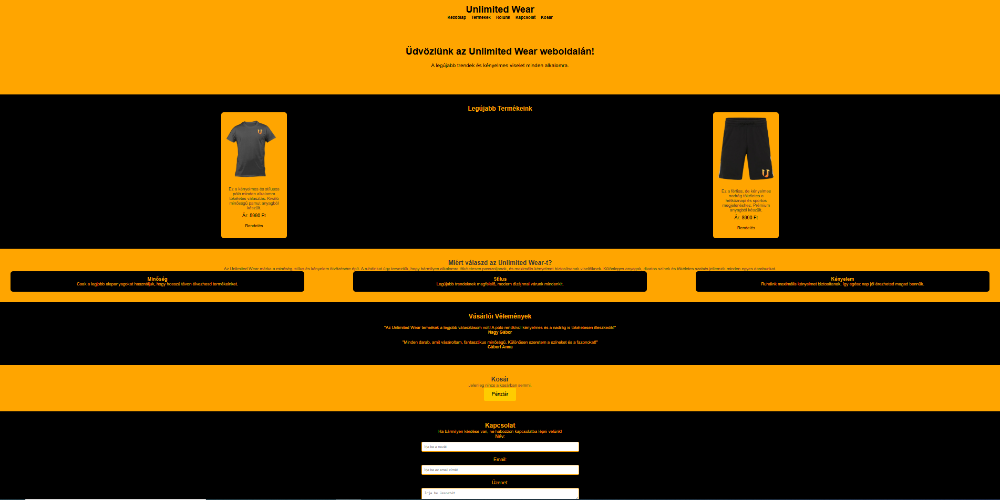 Unlimited Wear
Kezdőlap Termékek Rólunk Kapcsolat Kosár
Üdvözlünk az Unlimited Wear weboldalán!
A legújabb trendek és kényelmes viselet minden alkalomra.
Legújabb Termékeink
U
Ez a kényelmes és stílusos
póló minden alkalomra
tökéletes választás. Kiváló
minőségű pamut anyagból
készült.
Ár: 5990 Ft
Rendelés
U
Ez a férfias, de kényelmes
nadrág tökéletes a
hétköznapi és sportos
megjelenéshez. Prémium
anyagból készült.
Ár: 8990 Ft
Rendelés
Miért válaszd az Unlimited Wear-t?
Az Unlimited Wear márka a minőség, stílus és kényelem ötvözésére épít. A ruháinkat úgy terveztük, hogy bármilyen alkalomra tökéletesen passzoljanak, és maximális kényelmet biztosítsanak viselőiknek. Különleges anyagok, divatos színek és tökéletes szabás jellemzik minden egyes darabunkat.
Minőség
Csak a legjobb alapanyagokat használjuk, hogy hosszú távon élvezhesd termékeinket.
Stílus
Legújabb trendeknek megfelelő, modern dizájnnal várunk mindenkit.
Kényelem
Ruháink maximális kényelmet biztosítanak, így egész nap jól érezheted magad bennük.
Vásárlói Vélemények
"Az Unlimited Wear termékek a legjobb választásom volt! A póló rendkívül kényelmes és a nadrág is tökéletesen illeszkedik!"
Nagy Gábor
"Minden darab, amit vásároltam, fantasztikus minőségű. Különösen szeretem a színeket és a fazonokat!"
Gábori Anna
Kosár
Jelenleg nincs a kosárban semmi.
Pénztár
Kapcsolat
Ha bármilyen kérdése van, ne habozzon kapcsolatba lépni velünk!
Név:
Írja be a nevét
Email:
Írja be az email címét
Üzenet:
Írja be üzenetét